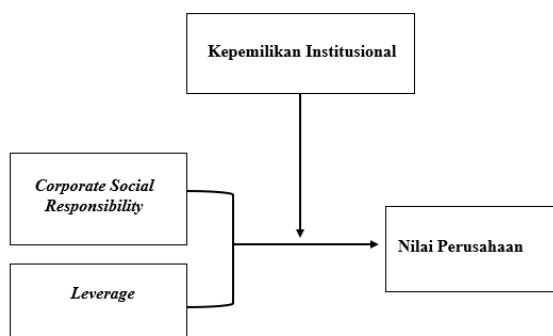 Kepemilikan Institusional
Corporate Social
Responsibility
Nilai Perusahaan
Leverage